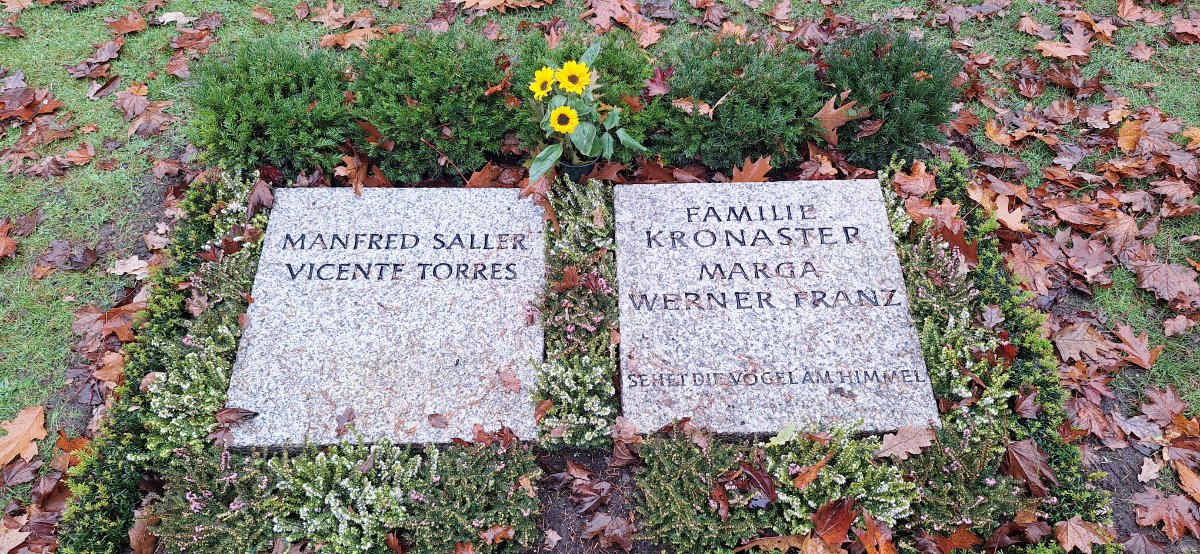 MANFRED SALLER
VICENTE TORRES
FAMILIE
KRONASTER
MARGA
WERNER FRANZ
SEHET DIE VÖGEL AM HIMMEL